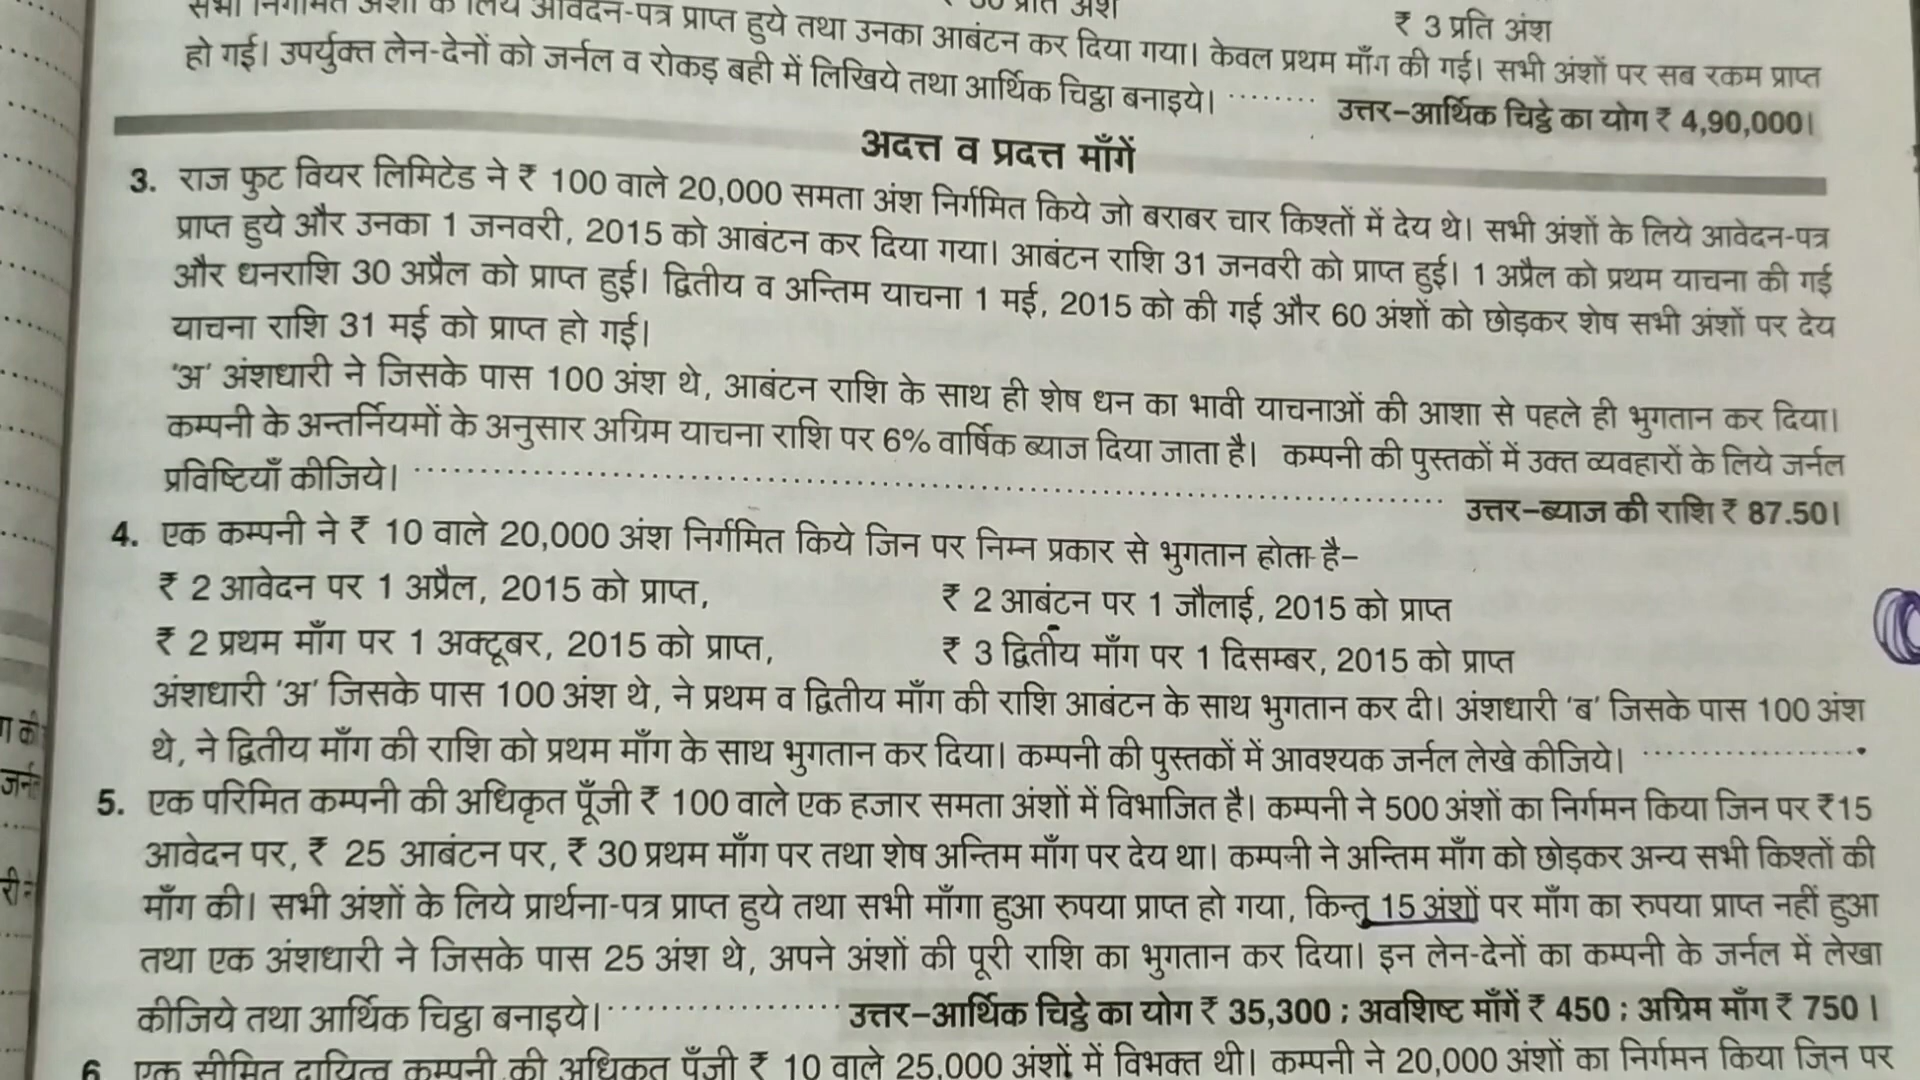 प्रति अंश
₹ 3 प्रति अंश
सभी निर्गमित अंशों के लिये आवेदन-पत्र प्राप्त हुये तथा उनका आबंटन कर दिया गया। केवल प्रथम माँग की गई। सभी अंशों पर सब रकम प्राप्त
हो गई। उपर्युक्त लेन-देनों को जर्नल व रोकड़ बही में लिखिये तथा आर्थिक चिट्ठा बनाइये। ........ उत्तर-आर्थिक चिट्ठे का योग ₹ 4,90,000।
अदत्त व प्रदत्त माँगें
3. राज फुट वियर लिमिटेड ने ₹ 100 वाले 20,000 समता अंश निर्गमित किये जो बराबर चार किश्तों में देय थे। सभी अंशों के लिये आवेदन-पत्र
प्राप्त हुये और उनका 1 जनवरी, 2015 को आबंटन कर दिया गया। आबंटन राशि 31 जनवरी को प्राप्त हुई। 1 अप्रैल को प्रथम याचना की गई
और धनराशि 30 अप्रैल को प्राप्त हुई। द्वितीय व अन्तिम याचना 1 मई, 2015 को की गई और 60 अंशों को छोड़कर शेष सभी अंशों पर देय
याचना राशि 31 मई को प्राप्त हो गई।
'अ' अंशधारी ने जिसके पास 100 अंश थे, आबंटन राशि के साथ ही शेष धन का भावी याचनाओं की आशा से पहले ही भुगतान कर दिया।
कम्पनी के अन्तर्नियमों के अनुसार अग्रिम याचना राशि पर 6% वार्षिक ब्याज दिया जाता है। कम्पनी की पुस्तकों में उक्त व्यवहारों के लिये जर्नल
प्रविष्टियाँ कीजिये। ........ उत्तर-ब्याज की राशि ₹ 87.50।
4. एक कम्पनी ने ₹ 10 वाले 20,000 अंश निर्गमित किये जिन पर निम्न प्रकार से भुगतान होता है-
₹ 2 आवेदन पर 1 अप्रैल, 2015 को प्राप्त, ₹ 2 आबंटन पर 1 जौलाई, 2015 को प्राप्त
₹ 2 प्रथम माँग पर 1 अक्टूबर, 2015 को प्राप्त, ₹ 3 द्वितीय माँग पर 1 दिसम्बर, 2015 को प्राप्त
अंशधारी 'अ' जिसके पास 100 अंश थे, ने प्रथम व द्वितीय माँग की राशि आबंटन के साथ भुगतान कर दी। अंशधारी 'ब' जिसके पास 100 अंश
थे, ने द्वितीय माँग की राशि को प्रथम माँग के साथ भुगतान कर दिया। कम्पनी की पुस्तकों में आवश्यक जर्नल लेखे कीजिये। ........
5. एक परिमित कम्पनी की अधिकृत पूँजी ₹ 100 वाले एक हजार समता अंशों में विभाजित है। कम्पनी ने 500 अंशों का निर्गमन किया जिन पर ₹15
आवेदन पर, ₹ 25 आबंटन पर, ₹ 30 प्रथम माँग पर तथा शेष अन्तिम माँग पर देय था। कम्पनी ने अन्तिम माँग को छोड़कर अन्य सभी किश्तों की
माँग की। सभी अंशों के लिये प्रार्थना-पत्र प्राप्त हुये तथा सभी माँगा हुआ रुपया प्राप्त हो गया, किन्तु 15 अंशों पर माँग का रुपया प्राप्त नहीं हुआ
तथा एक अंशधारी ने जिसके पास 25 अंश थे, अपने अंशों की पूरी राशि का भुगतान कर दिया। इन लेन-देनों का कम्पनी के जर्नल में लेखा
कीजिये तथा आर्थिक चिट्ठा बनाइये। ........ उत्तर-आर्थिक चिट्ठे का योग ₹ 35,300 ; अवशिष्ट माँगें ₹ 450 ; अग्रिम माँग ₹ 750 ।
6 एक सीमित दायित्व कम्पनी की अधिकृत पूँजी ₹ 10 वाले 25,000 अंशों में विभक्त थी। कम्पनी ने 20,000 अंशों का निर्गमन किया जिन पर